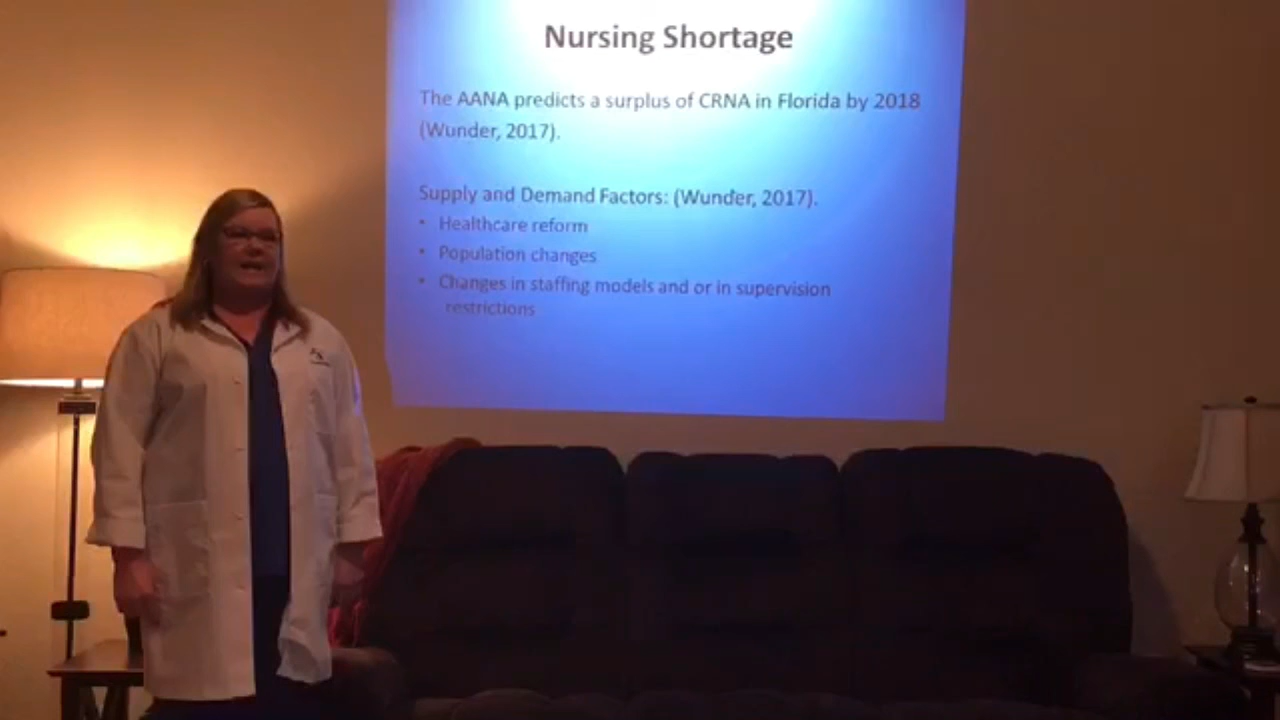 Nursing Shortage
The AANA predicts a surplus of CRNA in Florida by 2018
(Wunder, 2017).
Supply and Demand Factors: (Wunder, 2017).
• Healthcare reform
• Population changes
• Changes in staffing models and or in supervision
restrictions